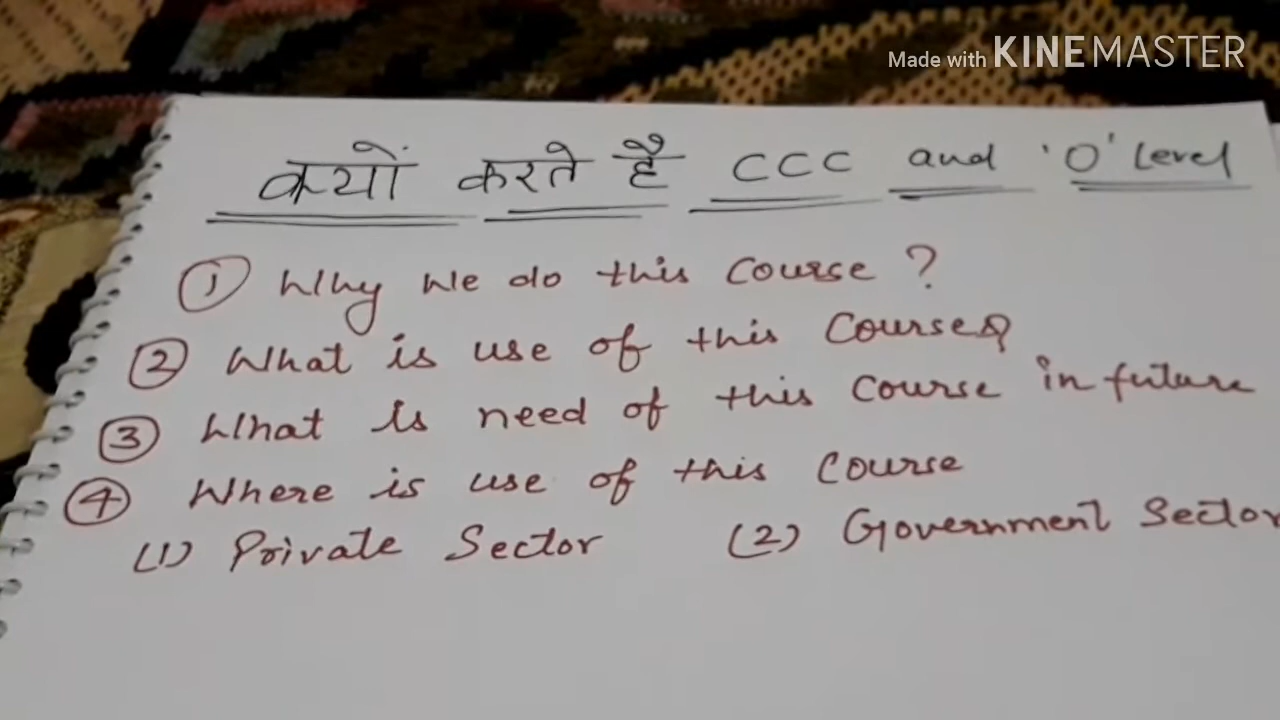 Made with KINEMASTER
क्यों करते है CCC and 'O' Level
① Why we do this course ?
② What is use of this Course
③ What is need of this course in future
④ Where is use of this course
(1) Private Sector (2) Government Sector